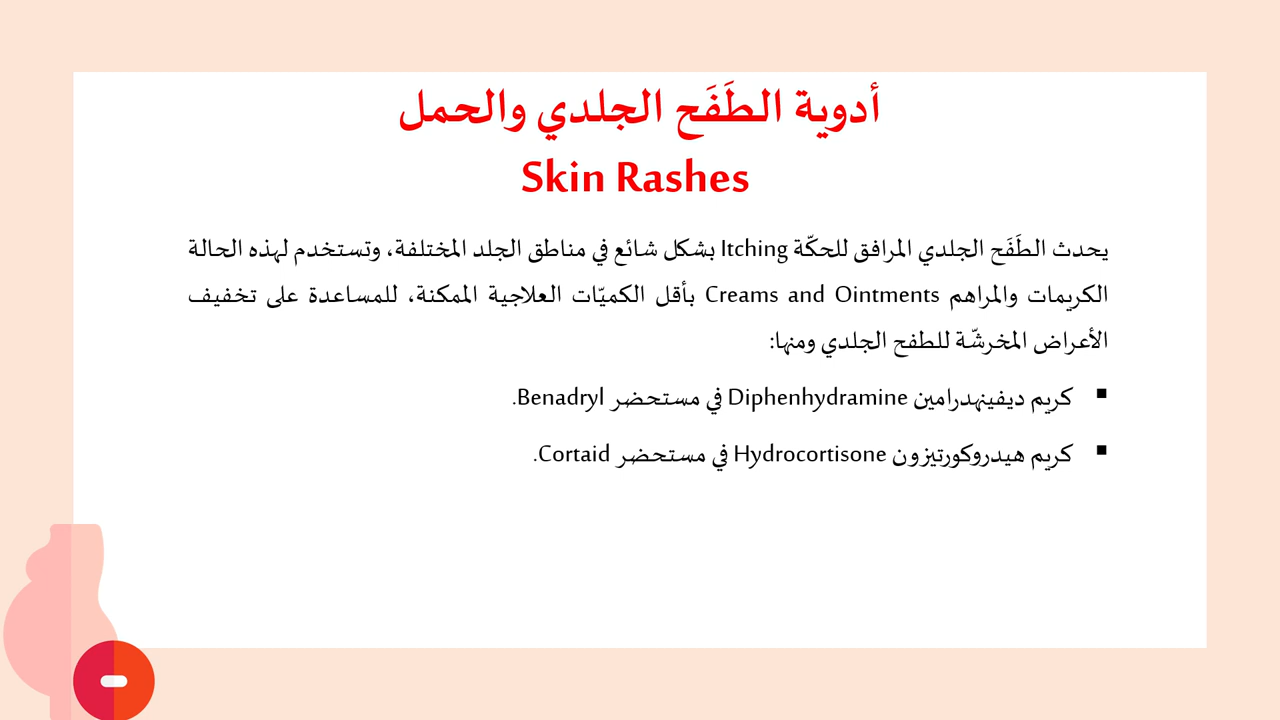 أدوية الطَفَح الجلدي والحمل
Skin Rashes
يحدث الطَفَح الجلدي المرافق للحكّة Itching بشكل شائع في مناطق الجلد المختلفة، وتستخدم لهذه الحالة
الكريمات والمراهم Creams and Ointments بأقل الكميّات العلاجية الممكنة، للمساعدة على تخفيف
الأعراض المخرشّة للطفح الجلدي ومنها:
▪ كريم ديفينهدرامين Diphenhydramine في مستحضر Benadryl.
▪ كريم هيدروكورتيزون Hydrocortisone في مستحضر Cortaid.